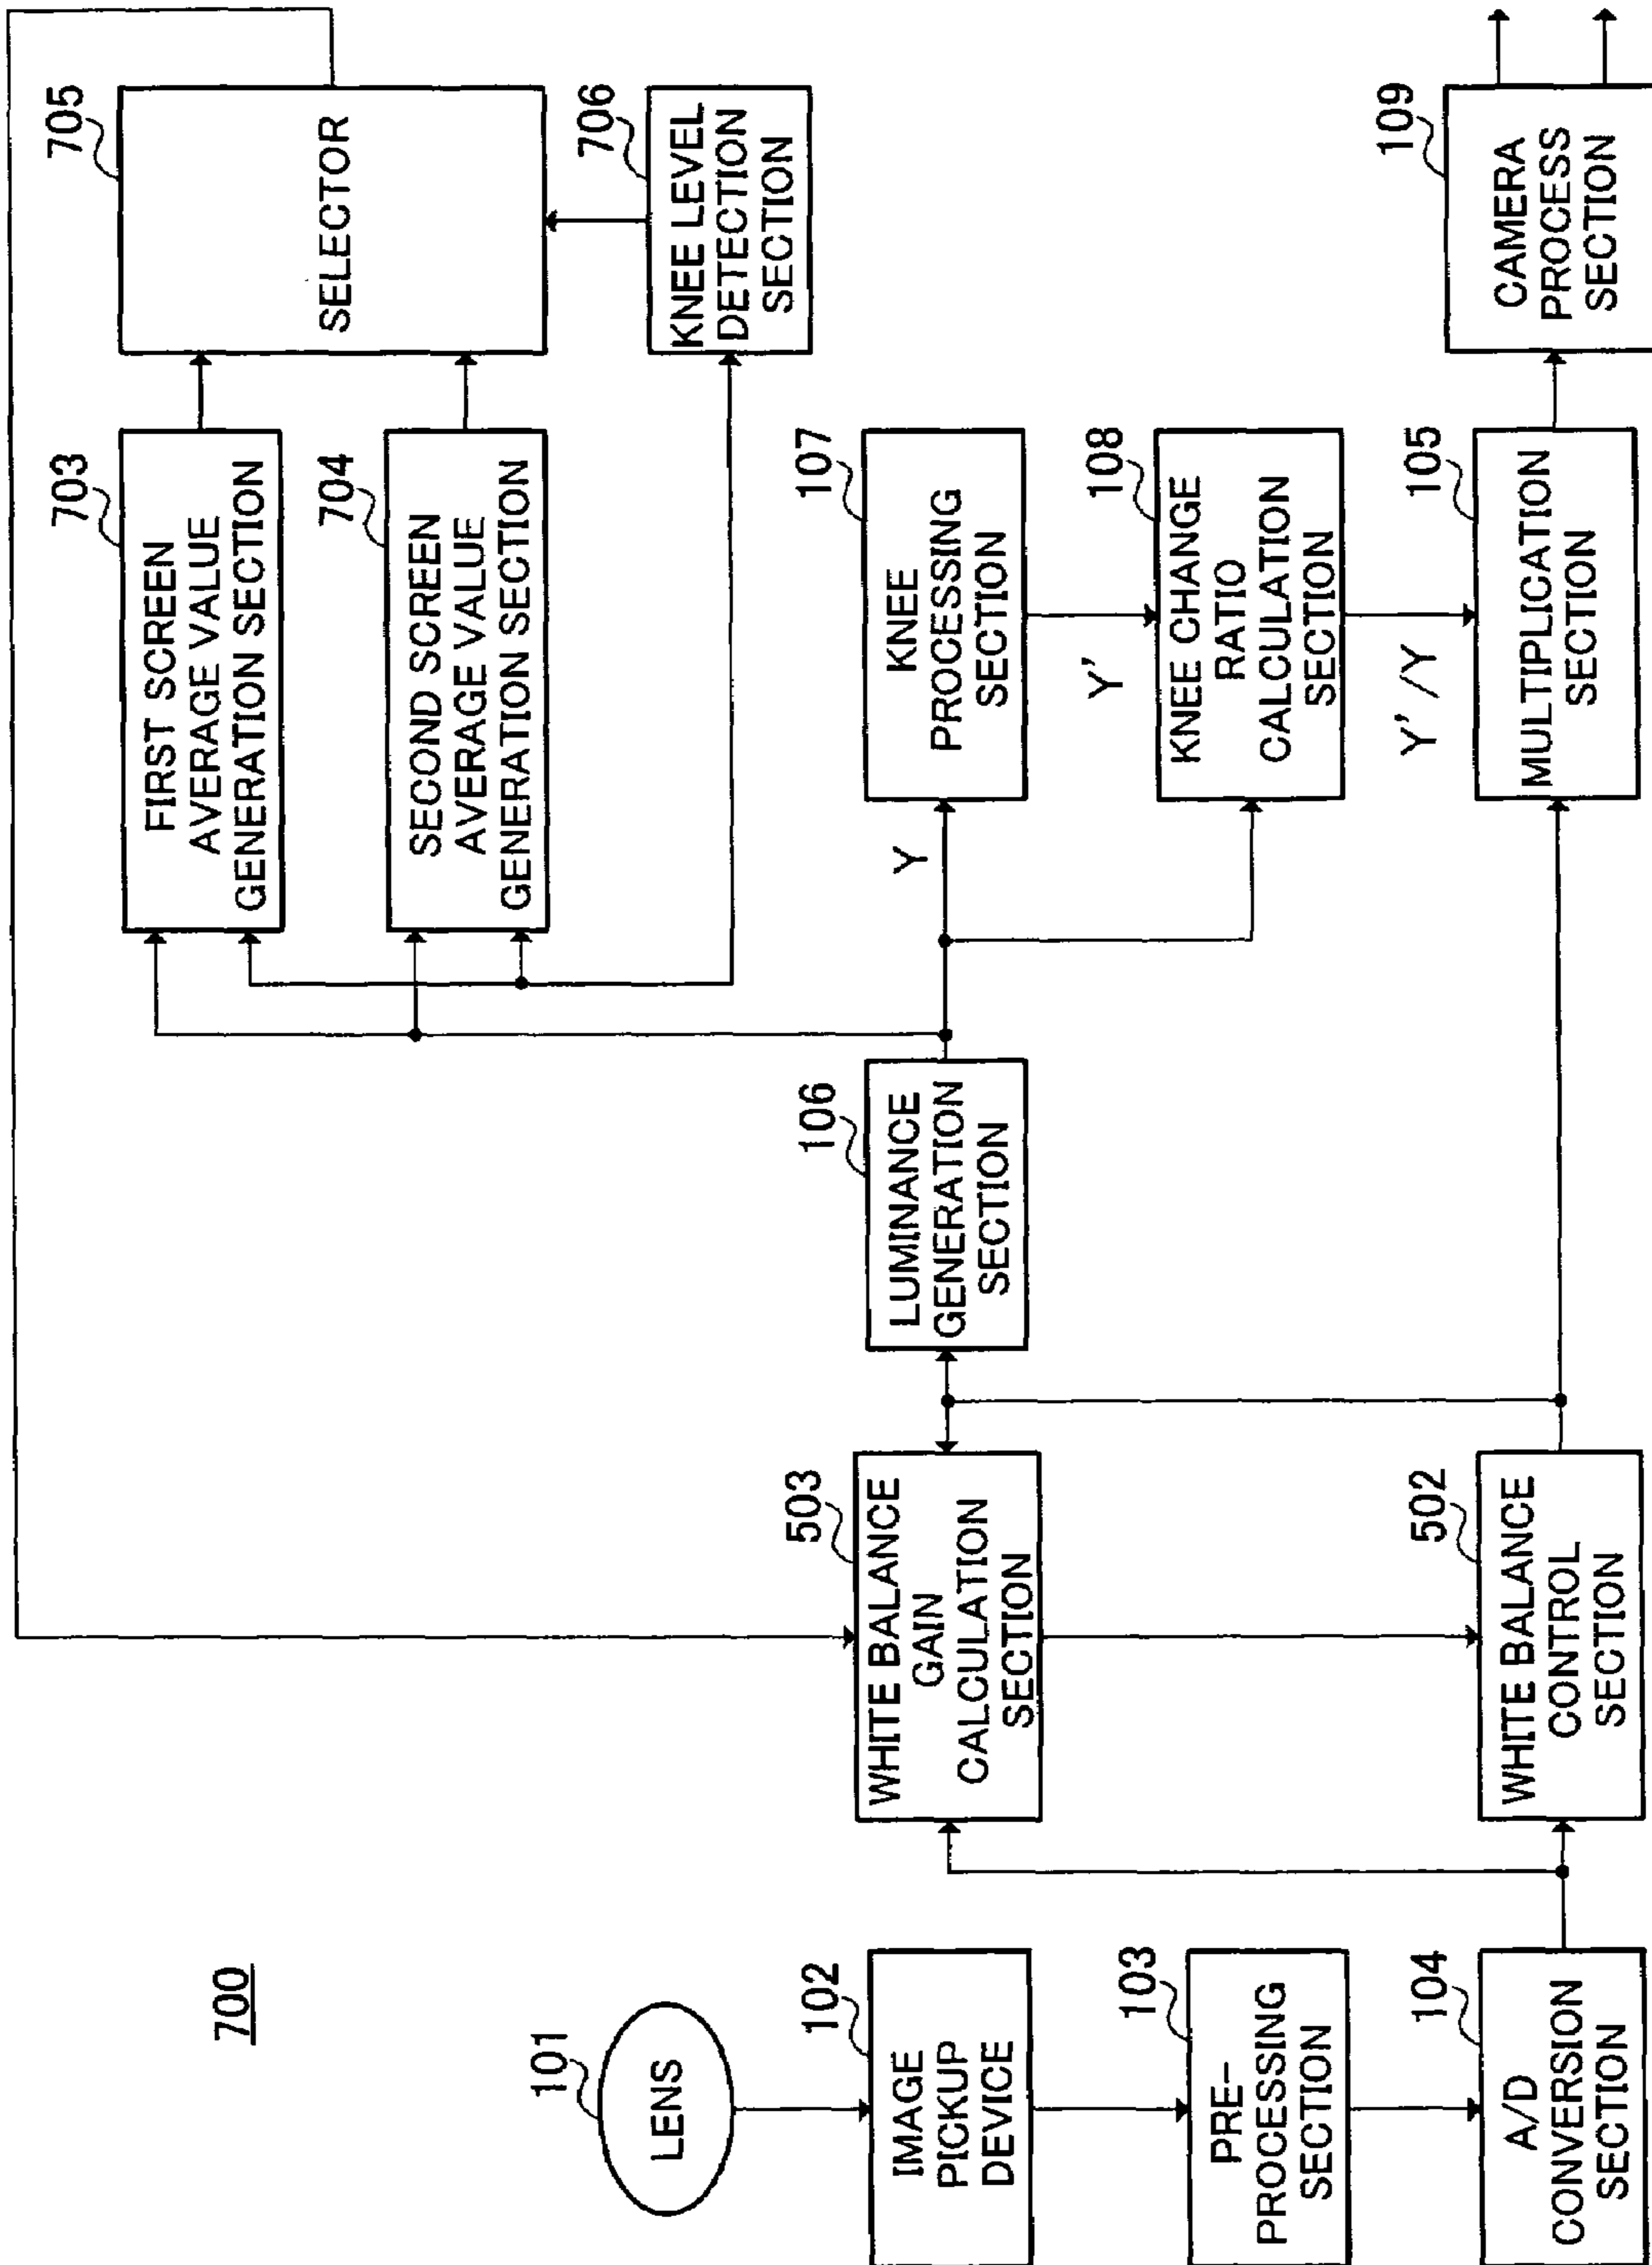 700
101
LENS
102
IMAGE
PICKUP
DEVICE
103
PRE-
PROCESSING
SECTION
104
A/D
CONVERSION
SECTION
503
WHITE BALANCE
GAIN
CALCULATION
SECTION
502
WHITE BALANCE
CONTROL
SECTION
106
LUMINANCE
GENERATION
SECTION
703
FIRST SCREEN
AVERAGE VALUE
GENERATION SECTION
704
SECOND SCREEN
AVERAGE VALUE
GENERATION SECTION
705
SELECTOR
706
KNEE LEVEL
DETECTION
SECTION
Y
107
KNEE
PROCESSING
SECTION
Y'
108
KNEE CHANGE
RATIO
CALCULATION
SECTION
Y'/Y
105
MULTIPLICATION
SECTION
109
CAMERA
PROCESS
SECTION